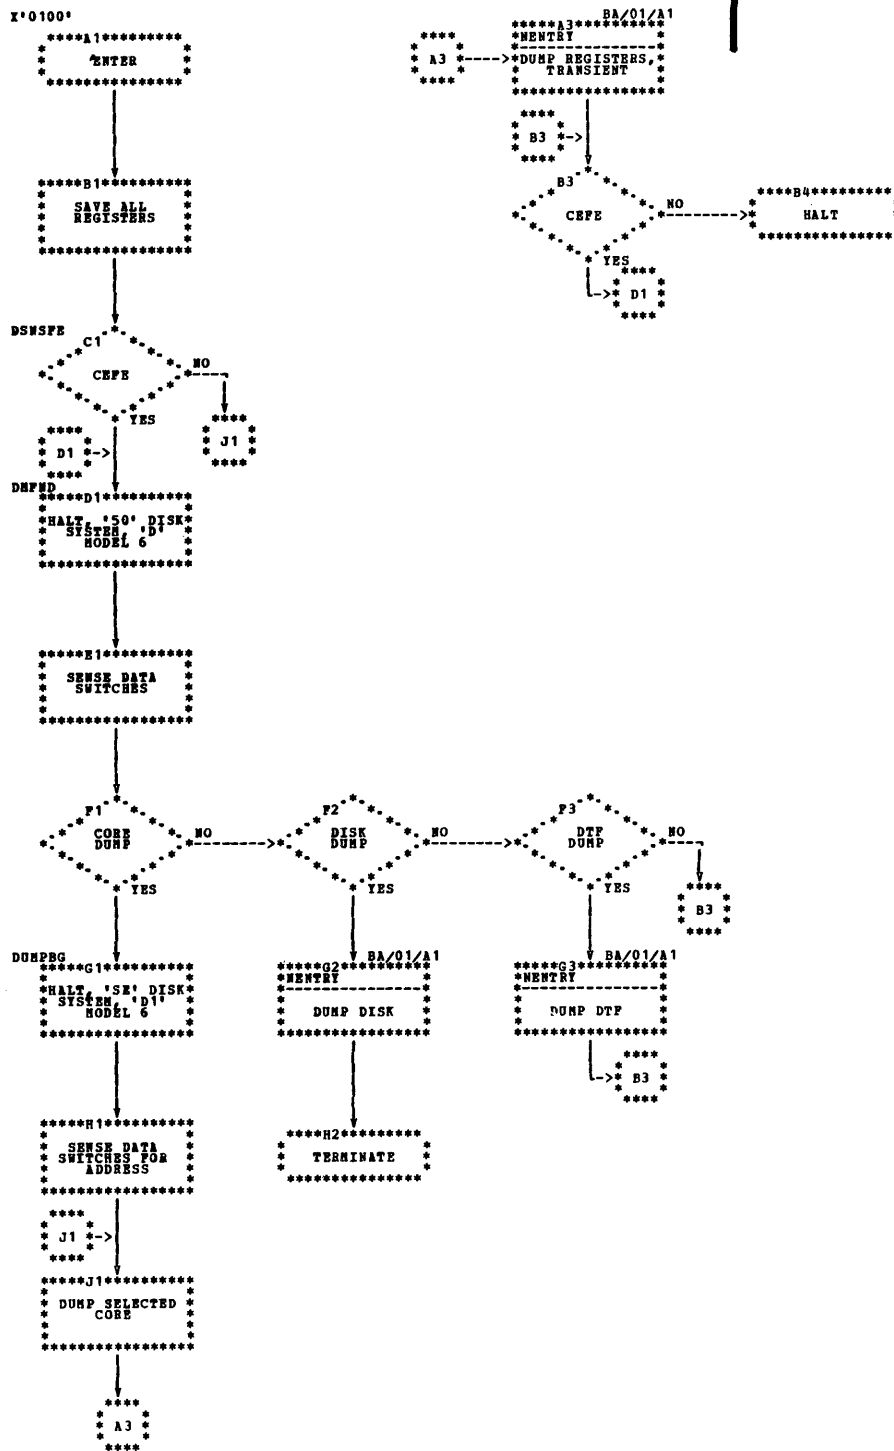 X'0100'
A1
ENTER
B1
SAVE ALL
REGISTERS
DSNSFE
C1
CEFE
NO
YES
J1
D1
DMFND
D1
HALT, '50' DISK
SYSTEM, 'D'
MODEL 6
E1
SENSE DATA
SWITCHES
F1
CORE
DUMP
NO
YES
F2
DISK
DUMP
NO
YES
F3
DTF
DUMP
NO
YES
B3
DUMPBG
G1
HALT, 'SE' DISK
SYSTEM, 'D1'
MODEL 6
BA/01/A1
G2
NENTRY
DUMP DISK
BA/01/A1
G3
NENTRY
DUMP DTF
B3
H1
SENSE DATA
SWITCHES FOR
ADDRESS
H2
TERMINATE
J1
J1
DUMP SELECTED
CORE
A3
BA/01/A1
A3
A3
NENTRY
DUMP REGISTERS,
TRANSIENT
B3
B3
CEFE
NO
YES
B4
HALT
D1